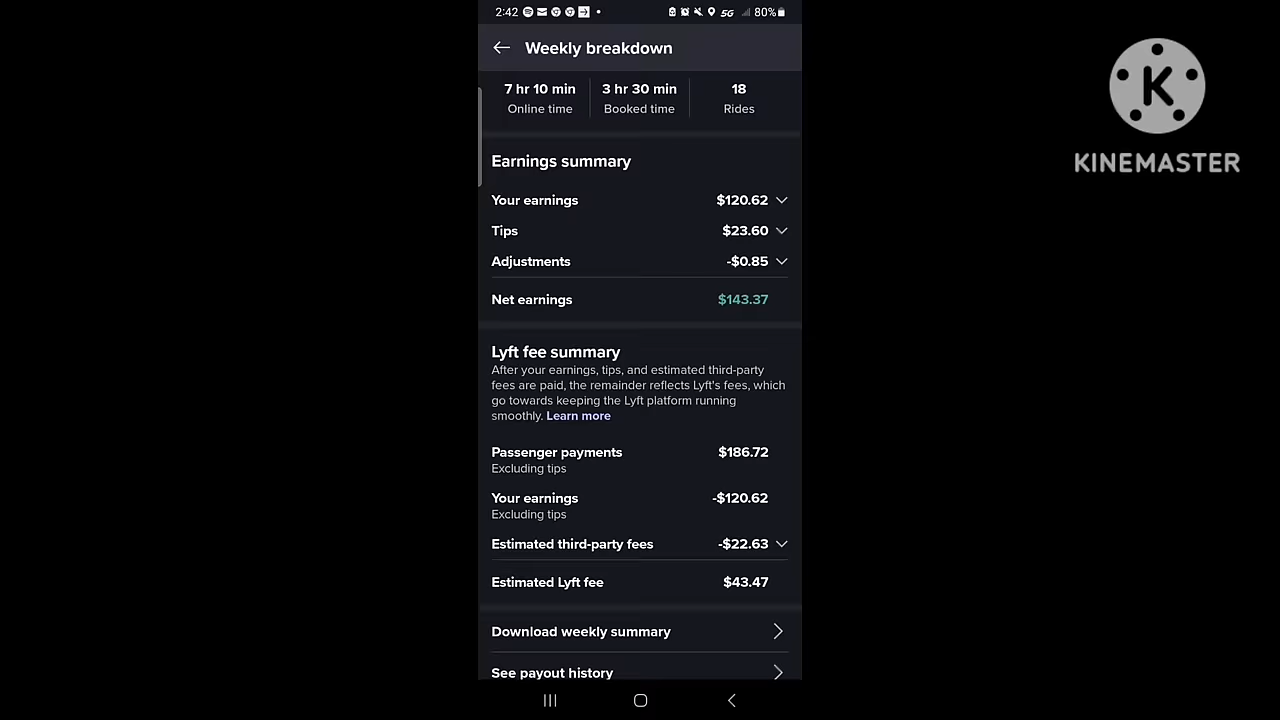 2:42 5G 80%
Weekly breakdown
7 hr 10 min 3 hr 30 min 18
Online time Booked time Rides
Earnings summary
Your earnings $120.62
Tips $23.60
Adjustments -$0.85
Net earnings $143.37
Lyft fee summary
After your earnings, tips, and estimated third-party
fees are paid, the remainder reflects Lyft's fees, which
go towards keeping the Lyft platform running
smoothly. Learn more
Passenger payments $186.72
Excluding tips
Your earnings -$120.62
Excluding tips
Estimated third-party fees -$22.63
Estimated Lyft fee $43.47
Download weekly summary
See payout history
K
KINEMASTER